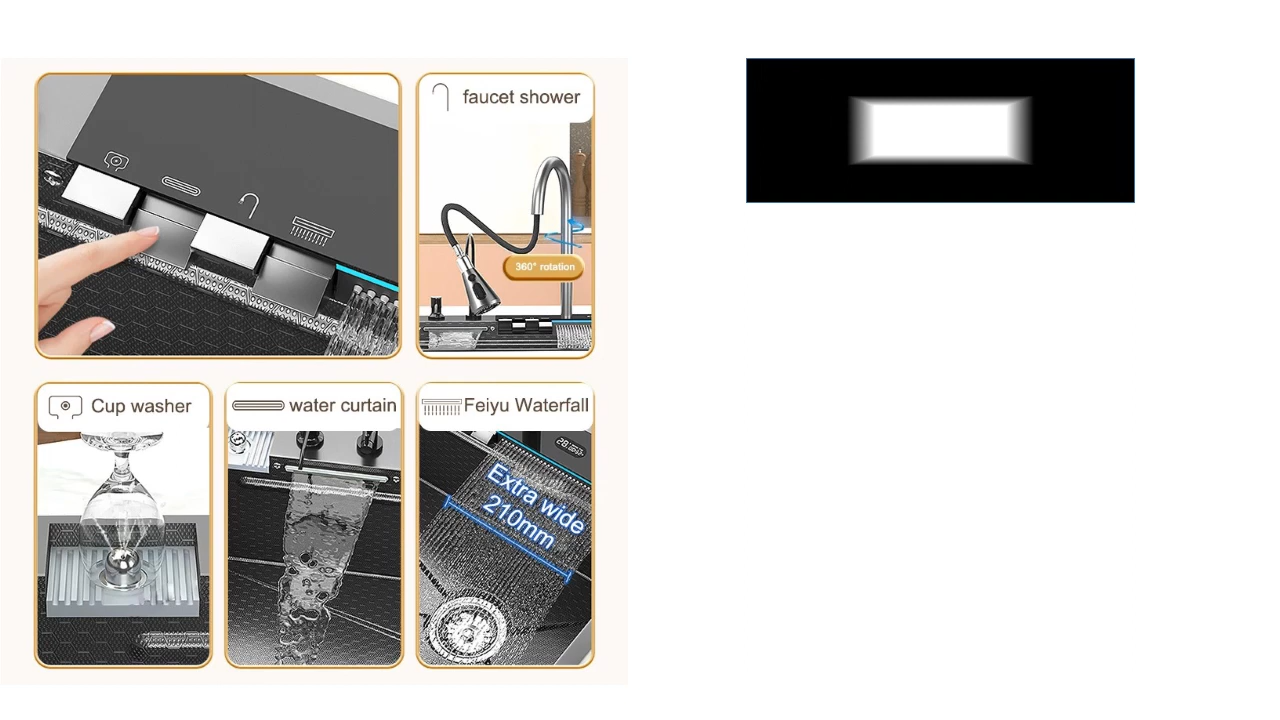 faucet shower
360° rotation
Cup washer
water curtain
Feiyu Waterfall
Extra wide
210mm